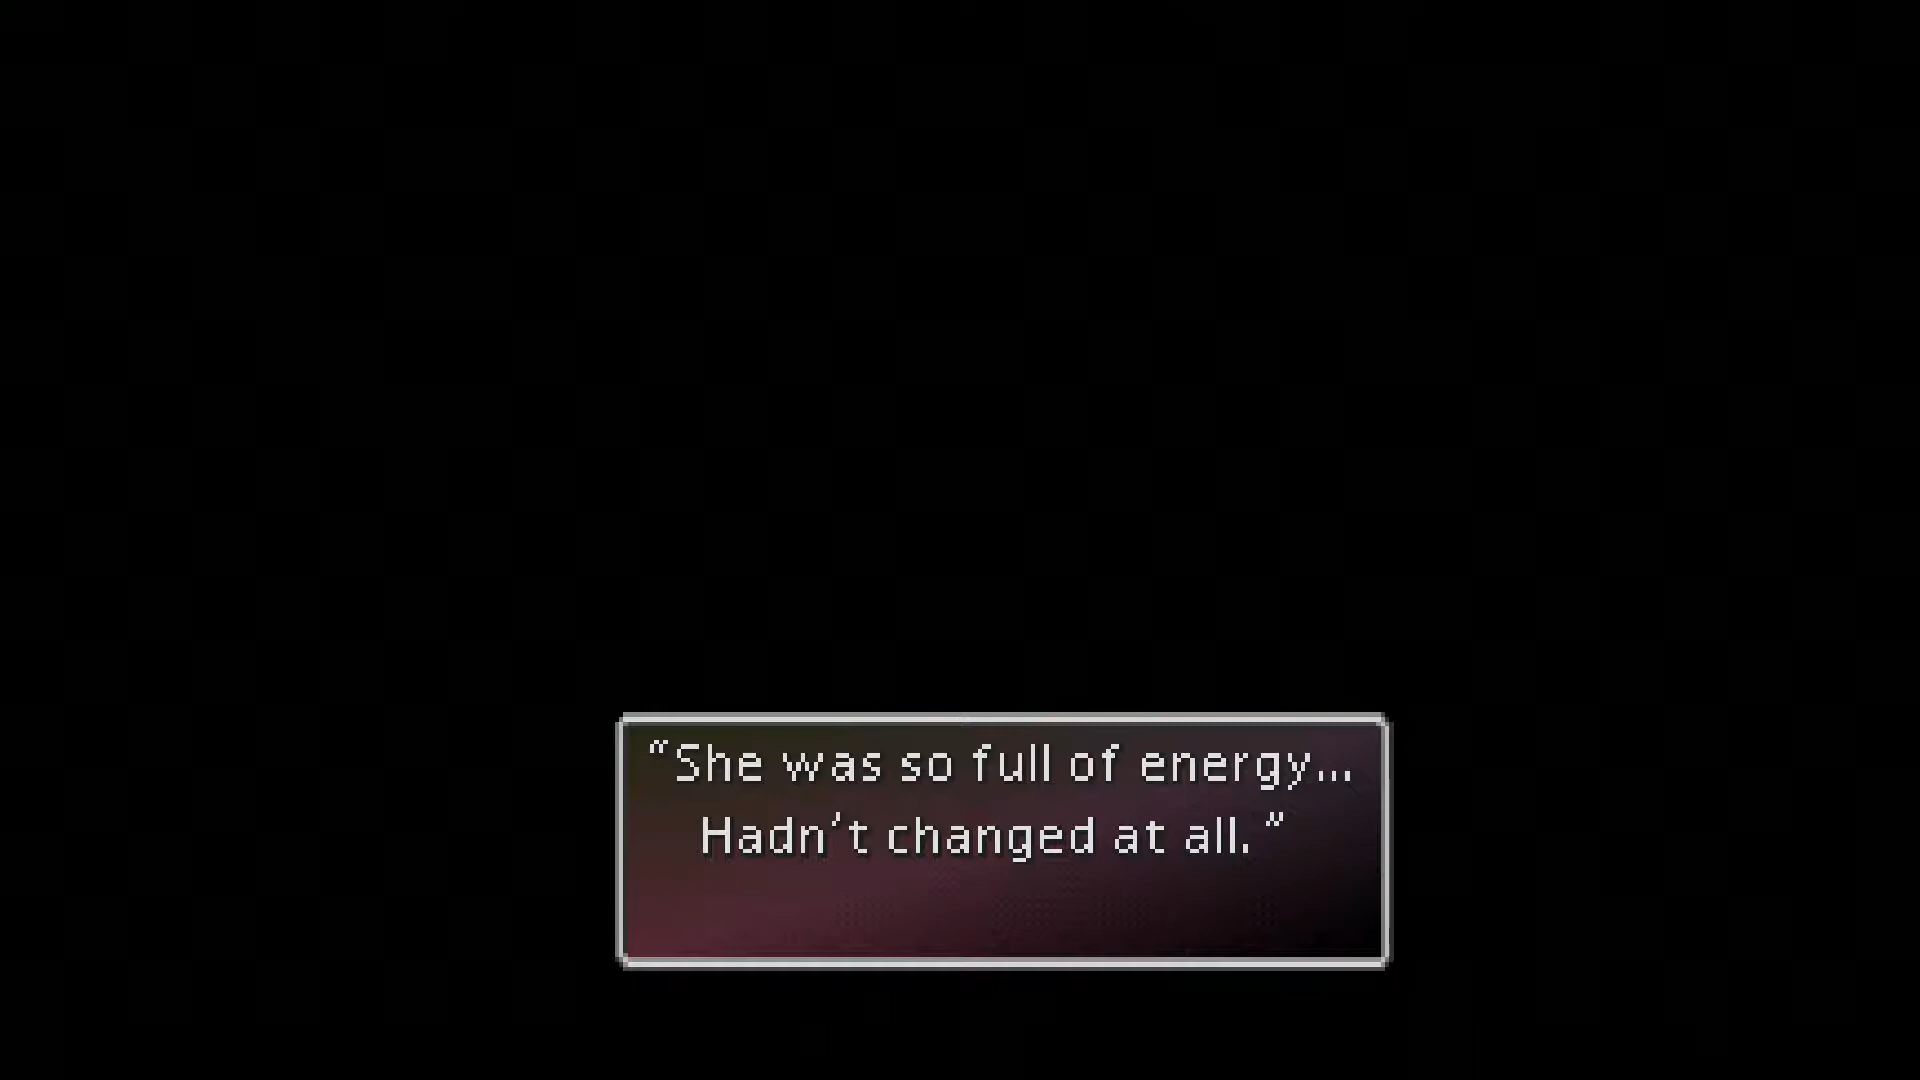 “She was so full of energy...
Hadn't changed at all.”